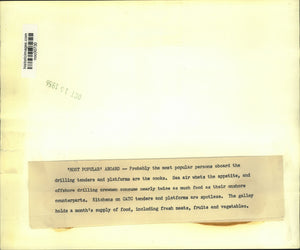 OCT 17 1956
'MOST POPULAR' ABOARD — Probably the most popular persons aboard the
drilling tenders and platforms are the cooks. Sea air whets the appetite, and
offshore drilling crewmen consume nearly twice as much food as their onshore
counterparts. Kitchens on CATC tenders and platforms are spotless. The galley
holds a month's supply of food, including fresh meats, fruits and vegetables.